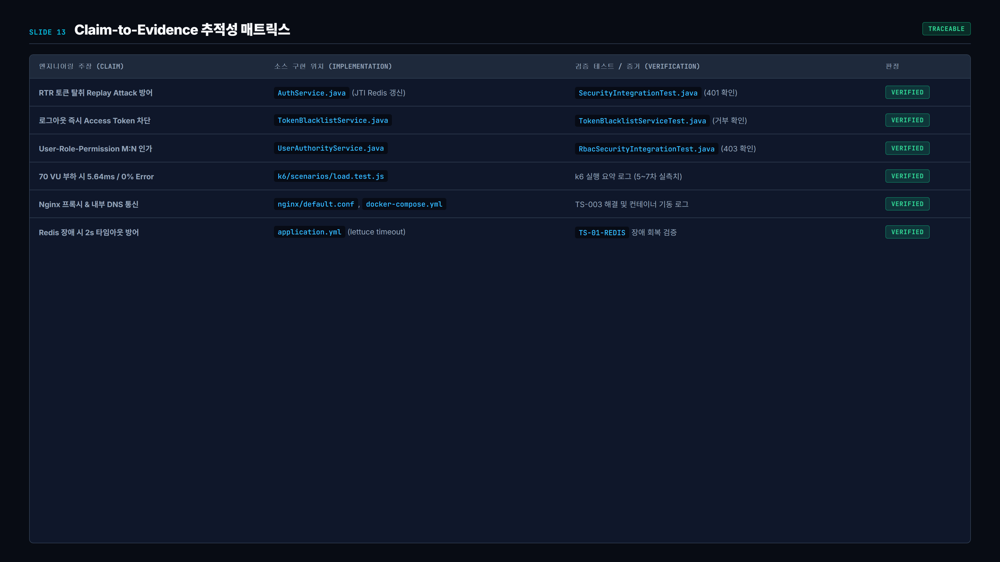 SLIDE 13 Claim-to-Evidence 추적성 매트릭스
TRACEABLE
엔지니어링 주장 (CLAIM) 소스 구현 위치 (IMPLEMENTATION) 검증 테스트 / 증거 (VERIFICATION) 판정
RTR 토큰 탈취 Replay Attack 방어 AuthService.java (JTI Redis 갱신) SecurityIntegrationTest.java (401 확인) VERIFIED
로그아웃 즉시 Access Token 차단 TokenBlacklistService.java TokenBlacklistServiceTest.java (거부 확인) VERIFIED
User-Role-Permission M:N 인가 UserAuthorityService.java RbacSecurityIntegrationTest.java (403 확인) VERIFIED
70 VU 부하 시 5.64ms / 0% Error k6/scenarios/load.test.js k6 실행 요약 로그 (5~7차 실측치) VERIFIED
Nginx 프록시 & 내부 DNS 통신 nginx/default.conf, docker-compose.yml TS-003 해결 및 컨테이너 기동 로그 VERIFIED
Redis 장애 시 2s 타임아웃 방어 application.yml (lettuce timeout) TS-01-REDIS 장애 회복 검증 VERIFIED